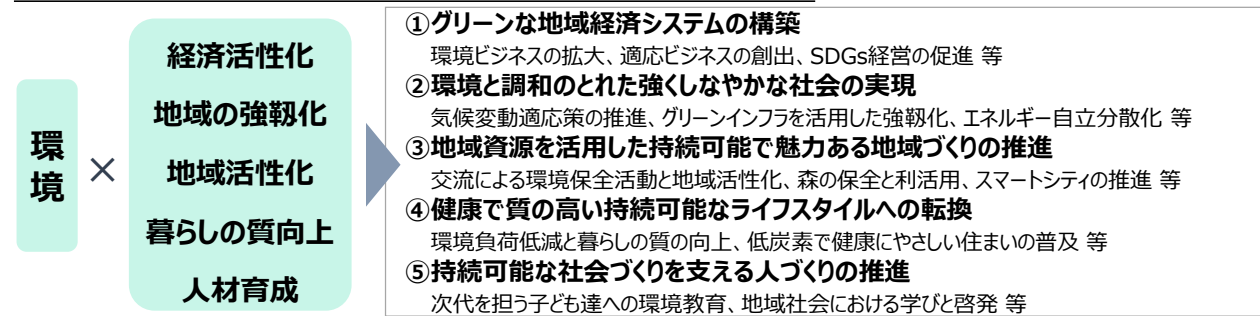 環境
×
経済活性化
地域の強靱化
地域活性化
暮らしの質向上
人材育成
①グリーンな地域経済システムの構築
環境ビジネスの拡大、適応ビジネスの創出、SDGs経営の促進 等
②環境と調和のとれた強くしなやかな社会の実現
気候変動適応策の推進、グリーンインフラを活用した強靱化、エネルギー自立分散化 等
③地域資源を活用した持続可能で魅力ある地域づくりの推進
交流による環境保全活動と地域活性化、森の保全と利活用、スマートシティの推進 等
④健康で質の高い持続可能なライフスタイルへの転換
環境負荷低減と暮らしの質の向上、低炭素で健康にやさしい住まいの普及 等
⑤持続可能な社会づくりを支える人づくりの推進
次代を担う子ども達への環境教育、地域社会における学びと啓発 等